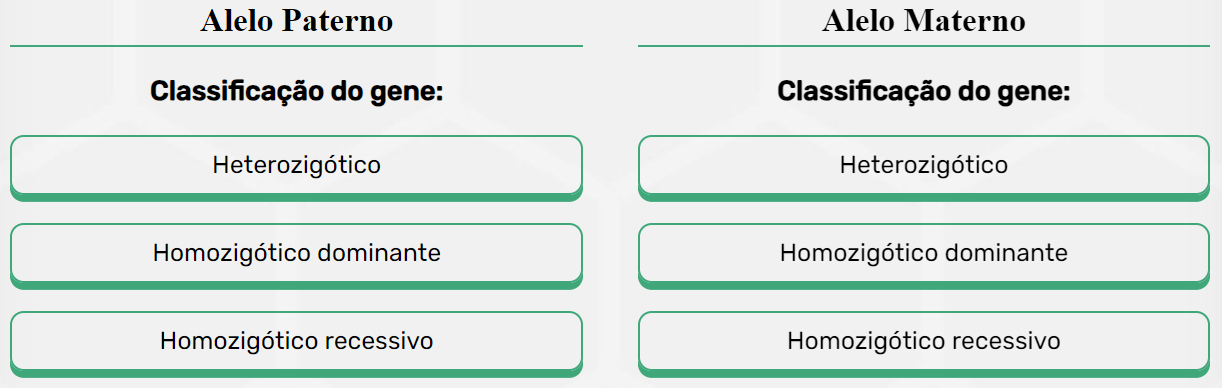 Alelo Paterno
Classificação do gene:
Heterozigótico
Homozigótico dominante
Homozigótico recessivo
Alelo Materno
Classificação do gene:
Heterozigótico
Homozigótico dominante
Homozigótico recessivo